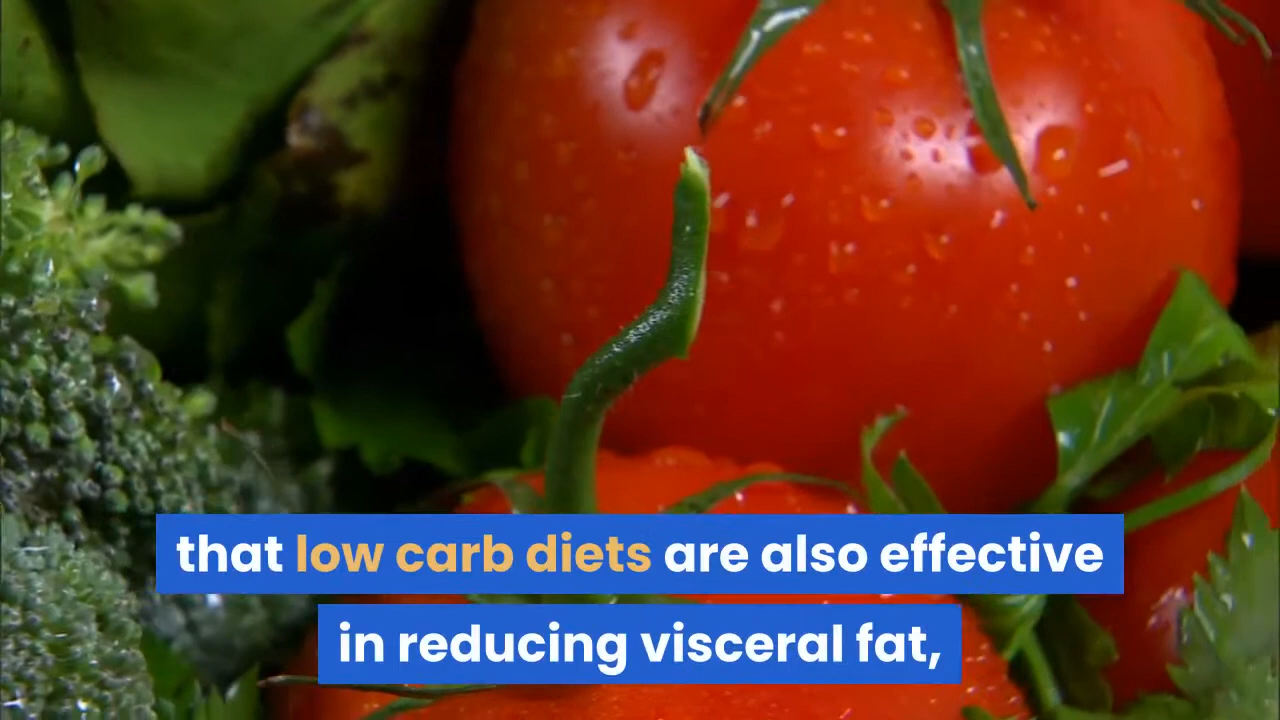 that low carb diets are also effective
in reducing visceral fat,